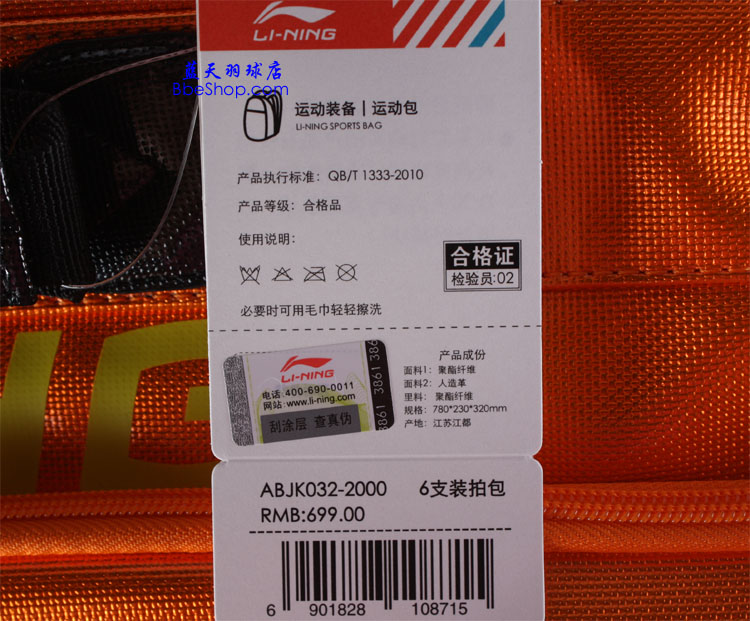 LI-NING
蓝天羽球店
BbeShop.com
运动装备 | 运动包
LI-NING SPORTS BAG
产品执行标准: QB/T 1333-2010
产品等级: 合格品
使用说明:
合格证
检验员:02
必要时可用毛巾轻轻擦洗
LI-NING
电话:400-690-0011
网站:www.li-ning.com
刮涂层 查真伪
3861 3861 386
产品成份
面料1: 聚酯纤维
面料2: 人造革
里料: 聚酯纤维
规格: 780*230*320mm
产地: 江苏江都
ABJK032-2000 6支装拍包
RMB:699.00
6 901828 108715